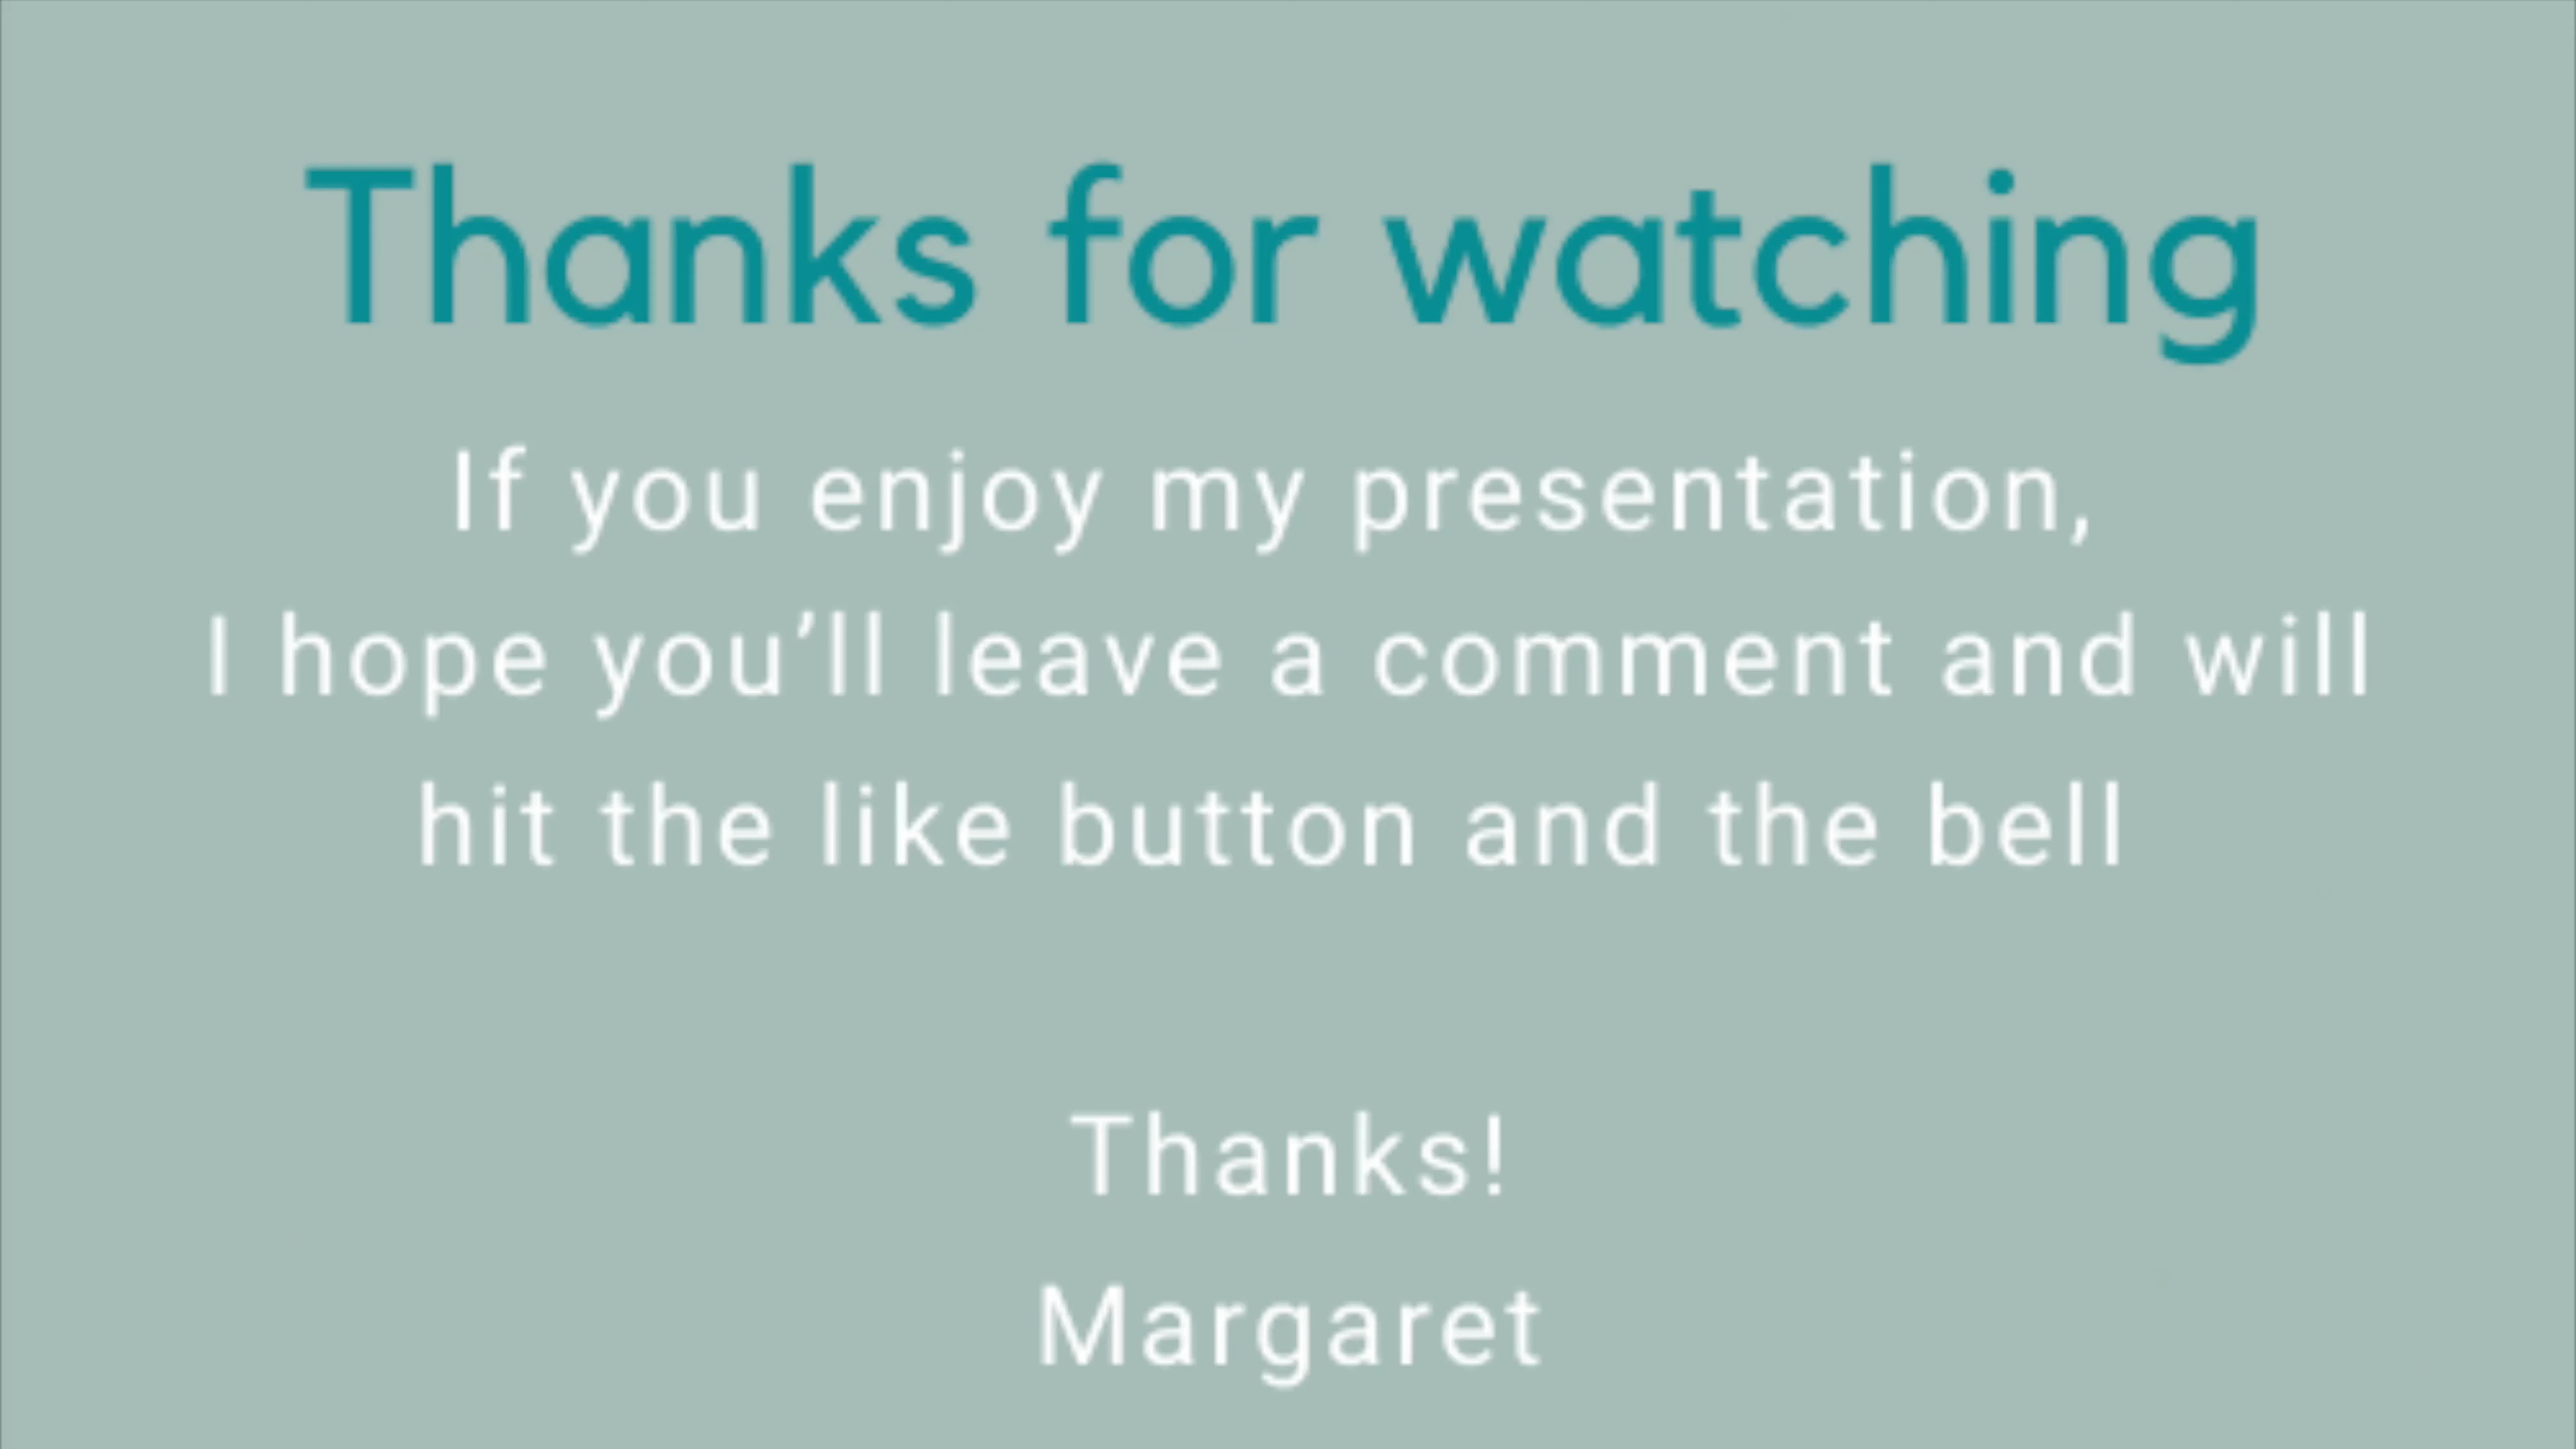 Thanks for watching
If you enjoy my presentation,
I hope you’ll leave a comment and will
hit the like button and the bell
Thanks!
Margaret